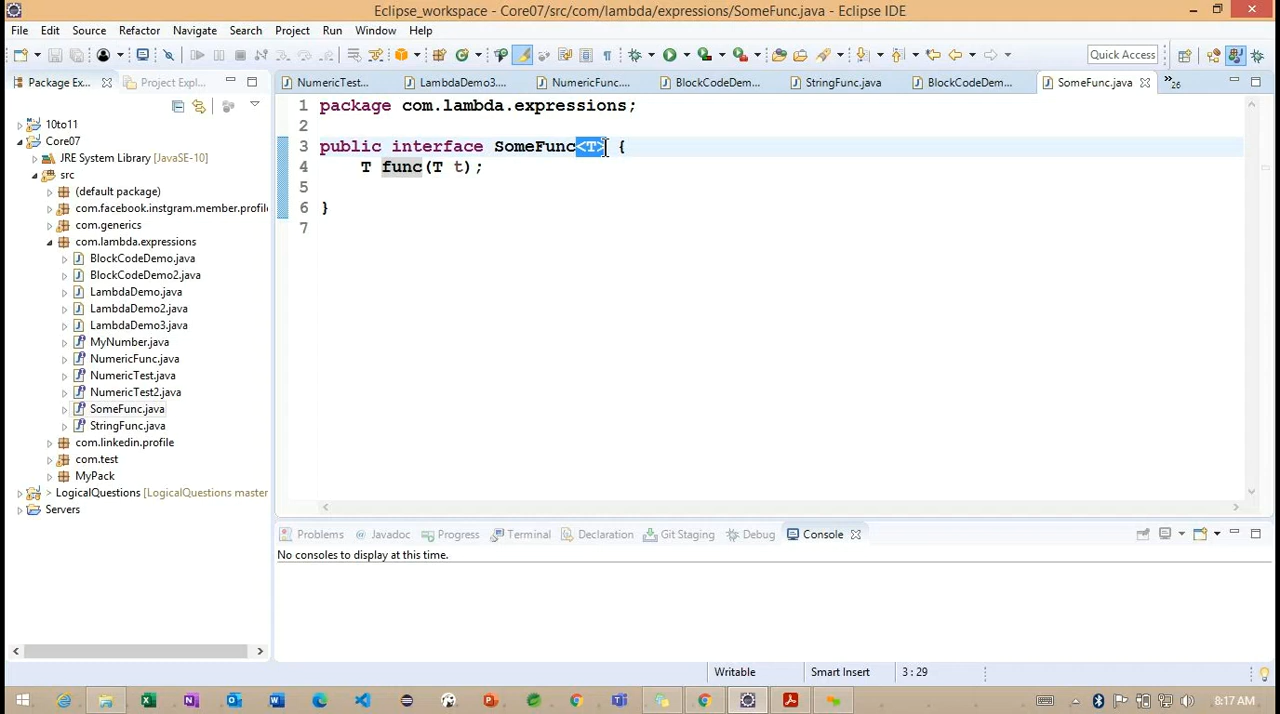 Eclipse_workspace - Core07/src/com/lambda/expressions/SomeFunc.java - Eclipse IDE
File Edit Source Refactor Navigate Search Project Run Window Help
Quick Access
Package Ex... Project Expl...
NumericTest... LambdaDemo3.... NumericFunc.... BlockCodeDem... StringFunc.java BlockCodeDem... SomeFunc.java »26
10to11
Core07
JRE System Library [JavaSE-10]
src
(default package)
com.facebook.instgram.member.profile
com.generics
com.lambda.expressions
BlockCodeDemo.java
BlockCodeDemo2.java
LambdaDemo.java
LambdaDemo2.java
LambdaDemo3.java
MyNumber.java
NumericFunc.java
NumericTest.java
NumericTest2.java
SomeFunc.java
StringFunc.java
com.linkedin.profile
com.test
MyPack
> LogicalQuestions [LogicalQuestions master
Servers
1 package com.lambda.expressions;
2
3 public interface SomeFunc<T> {
4 T func(T t);
5
6 }
7
Problems Javadoc Progress Terminal Declaration Git Staging Debug Console
No consoles to display at this time.
Writable Smart Insert 3 : 29
8:17 AM